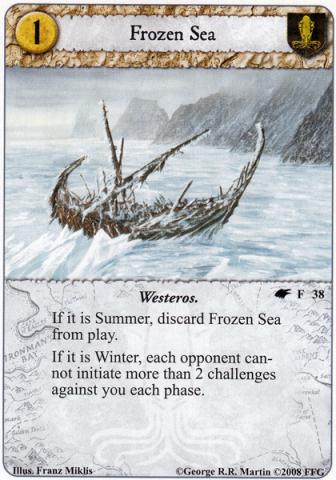 1
Frozen Sea
Westeros.
F 38
If it is Summer, discard Frozen Sea
from play.
If it is Winter, each opponent can-
not initiate more than 2 challenges
against you each phase.
Illus. Franz Miklis
©George R.R. Martin ©2008 FFG